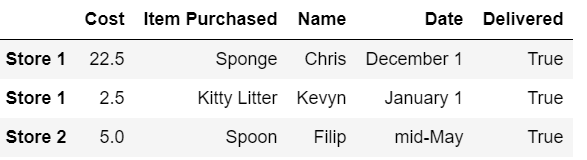 Cost Item Purchased Name Date Delivered
Store 1 22.5 Sponge Chris December 1 True
Store 1 2.5 Kitty Litter Kevyn January 1 True
Store 2 5.0 Spoon Filip mid-May True